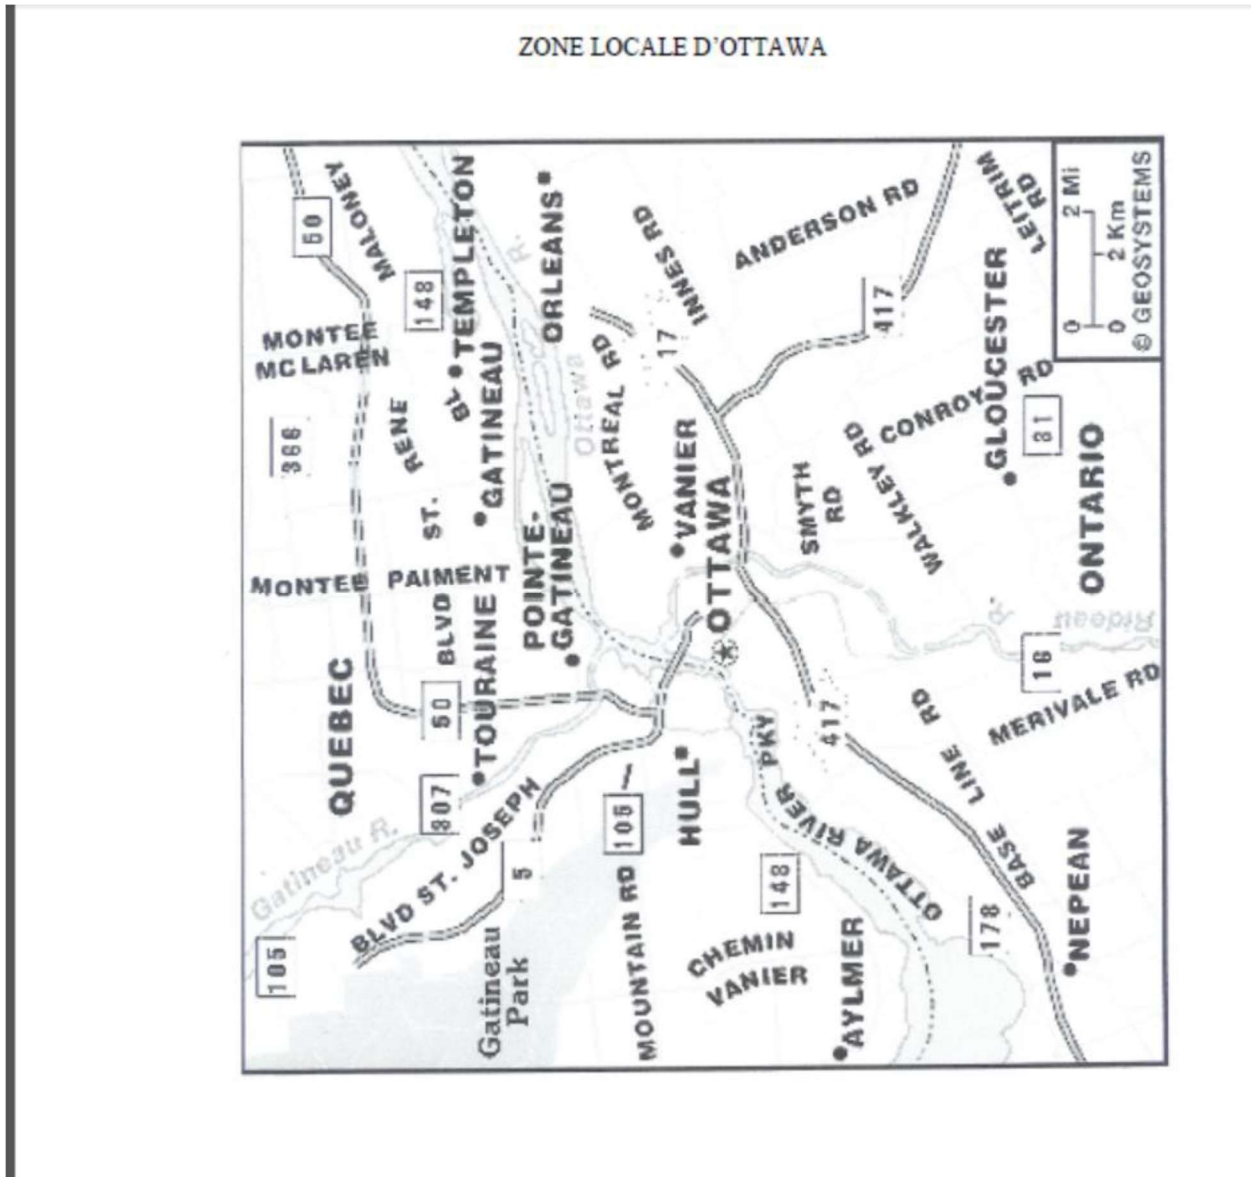 ZONE LOCALE D'OTTAWA
50
MALONEY
BL
148
TEMPLETON
ORLEANS
INNES RD
ANDERSON RD
LEITRIM
RD
0 2 Mi
0 2 Km
© GEOSYSTEMS
MONTEE
MCLAREN
366
RENE
GATINEAU
R.
Ottawa
MONTREAL RD
17
417
GLOUCESTER
CONROY RD
31
VANIER
WALKLEY RD
SMYTH
RD
ONTARIO
ST.
MONTEE PAIMENT
BLVD
POINTE-
GATINEAU
OTTAWA
R.
Rideau
16
QUEBEC
50
TOURAINE
417
MERIVALE RD
BASE LINE RD
307
Gatineau R.
BLVD ST. JOSEPH
5
105
HULL
148
OTTAWA RIVER PKY
178
NEPEAN
105
Gatineau
Park
MOUNTAIN RD
CHEMIN
VANIER
AYLMER